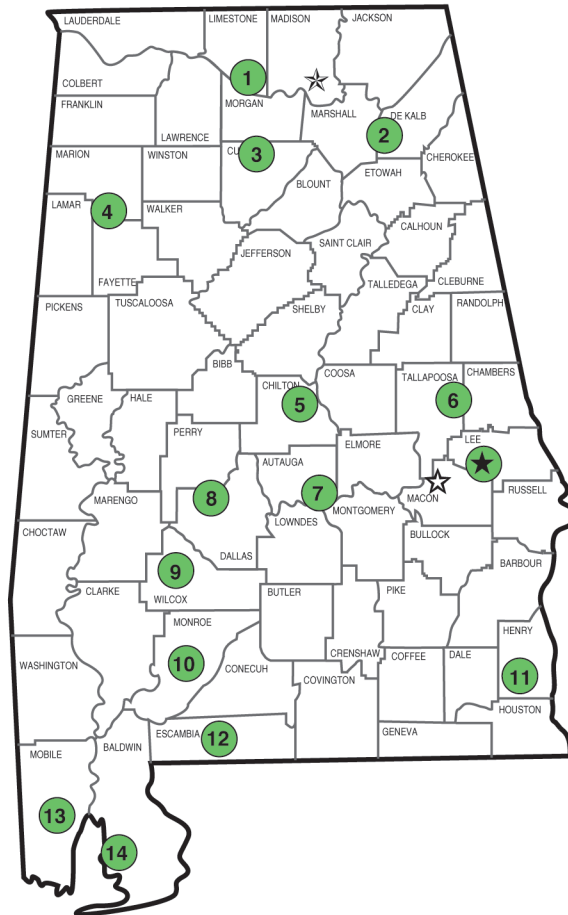 LAUDERDALE
LIMESTONE
MADISON
JACKSON
1
COLBERT
FRANKLIN
MORGAN
MARSHALL
2
DE KALB
LAWRENCE
3
CU
MARION
WINSTON
CHEROKEE
ETOWAH
BLOUNT
LAMAR
4
WALKER
CALHOUN
SAINT CLAIR
JEFFERSON
FAYETTE
TALLEDEGA
CLEBURNE
PICKENS
TUSCALOOSA
SHELBY
CLAY
RANDOLPH
BIBB
COOSA
TALLAPOOSA
CHAMBERS
CHILTON
GREENE
HALE
5
6
SUMTER
PERRY
ELMORE
LEE
AUTAUGA
MARENGO
8
7
MACON
RUSSELL
MONTGOMERY
LOWNDES
CHOCTAW
BULLOCK
DALLAS
BARBOUR
9
CLARKE
BUTLER
PIKE
WILCOX
MONROE
HENRY
CRENSHAW
COFFEE
DALE
WASHINGTON
10
CONECUH
11
COVINGTON
HOUSTON
ESCAMBIA
12
GENEVA
MOBILE
BALDWIN
13
14